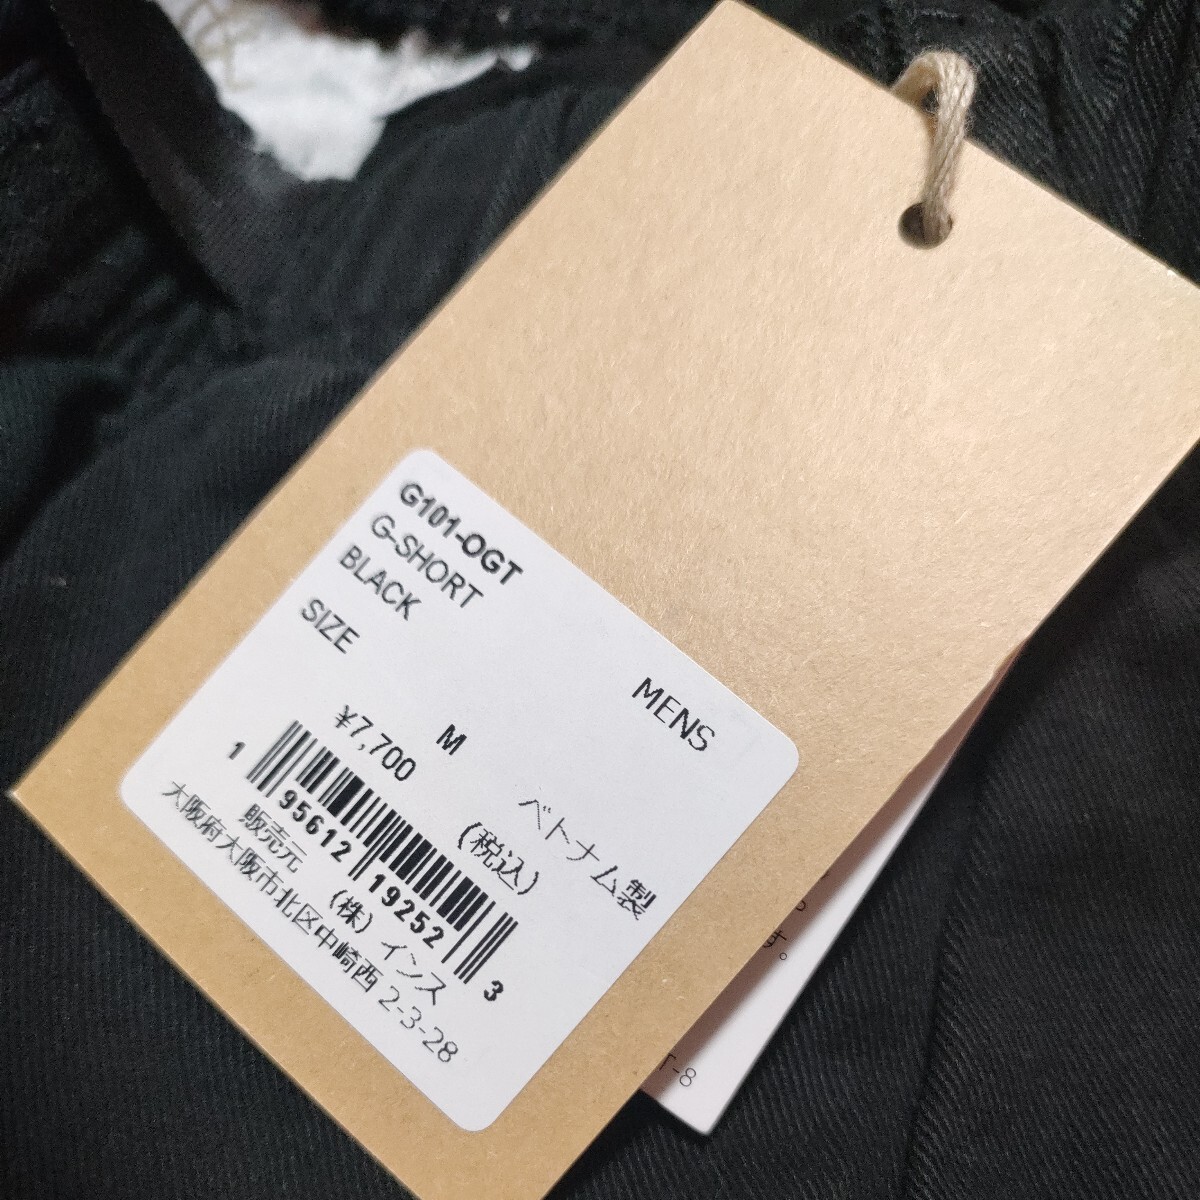 G101-OGT
G-SHORT
BLACK
MENS
SIZE
M
ベトナム製
¥7,700
(税込)
1 95612 19252 3
販売元 (株)インス
大阪府大阪市北区中崎西2-3-28
す。
T-8